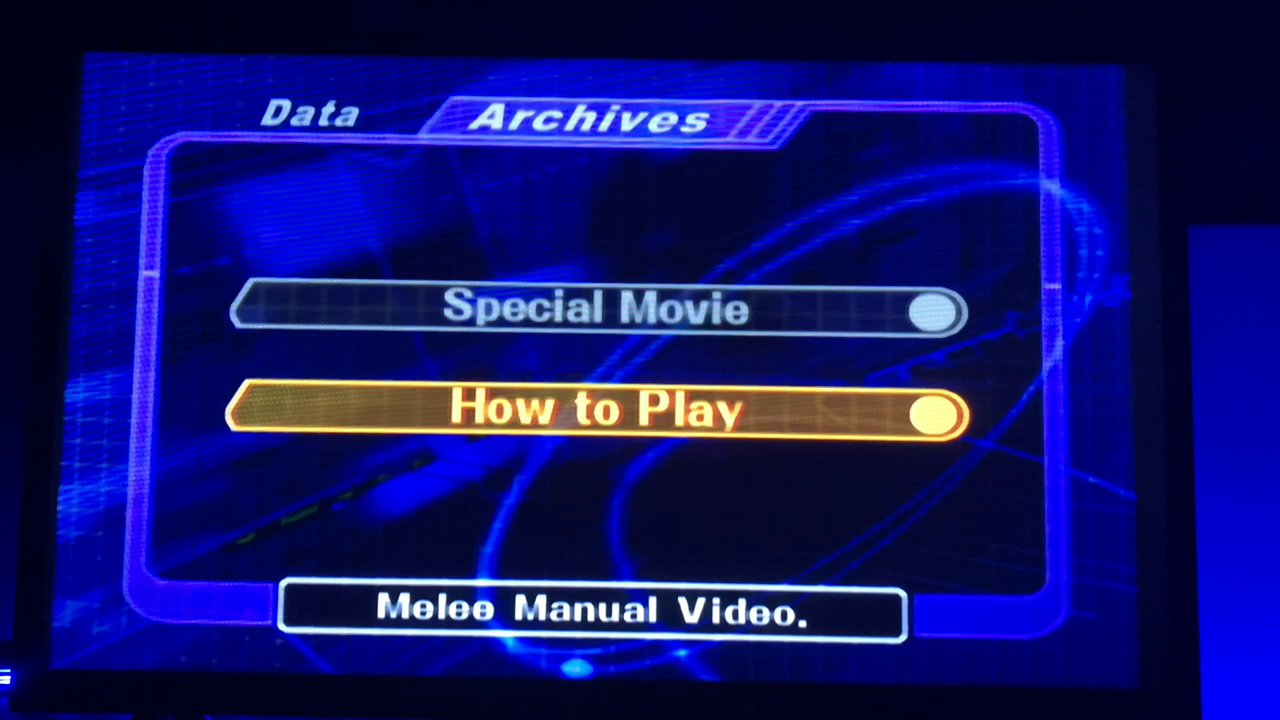 Data Archives
Special Movie
How to Play
Melee Manual Video.